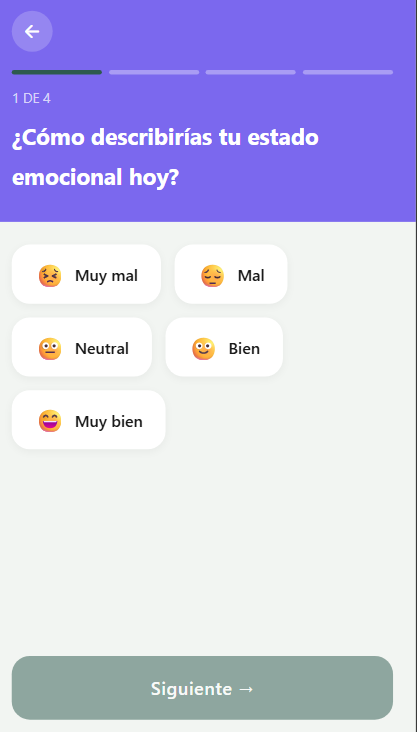 1 DE 4
¿Cómo describirías tu estado
emocional hoy?
Muy mal
Mal
Neutral
Bien
Muy bien
Siguiente →